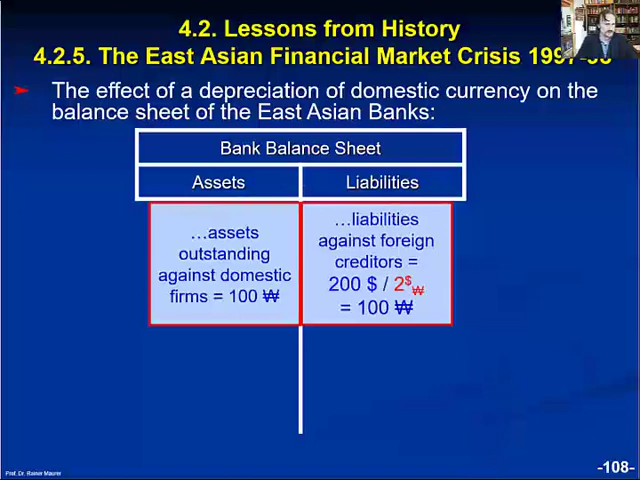 4.2. Lessons from History
4.2.5. The East Asian Financial Market Crisis 1997-
➢ The effect of a depreciation of domestic currency on the
balance sheet of the East Asian Banks:
Bank Balance Sheet
Assets
Liabilities
…assets
outstanding
against domestic
firms = 100 ₩
…liabilities
against foreign
creditors =
200 $ / 2$₩
= 100 ₩
Prof. Dr. Rainer Maurer
-108-